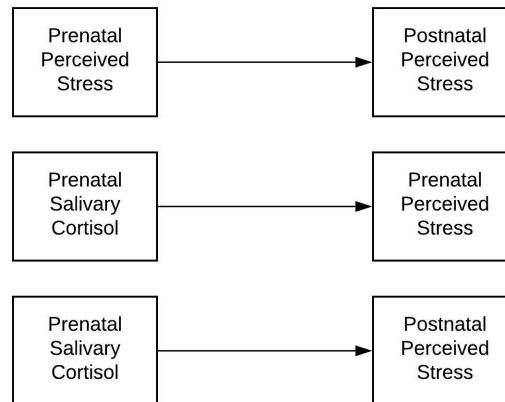 Prenatal
Perceived
Stress
Postnatal
Perceived
Stress
Prenatal
Salivary
Cortisol
Prenatal
Perceived
Stress
Prenatal
Salivary
Cortisol
Postnatal
Perceived
Stress